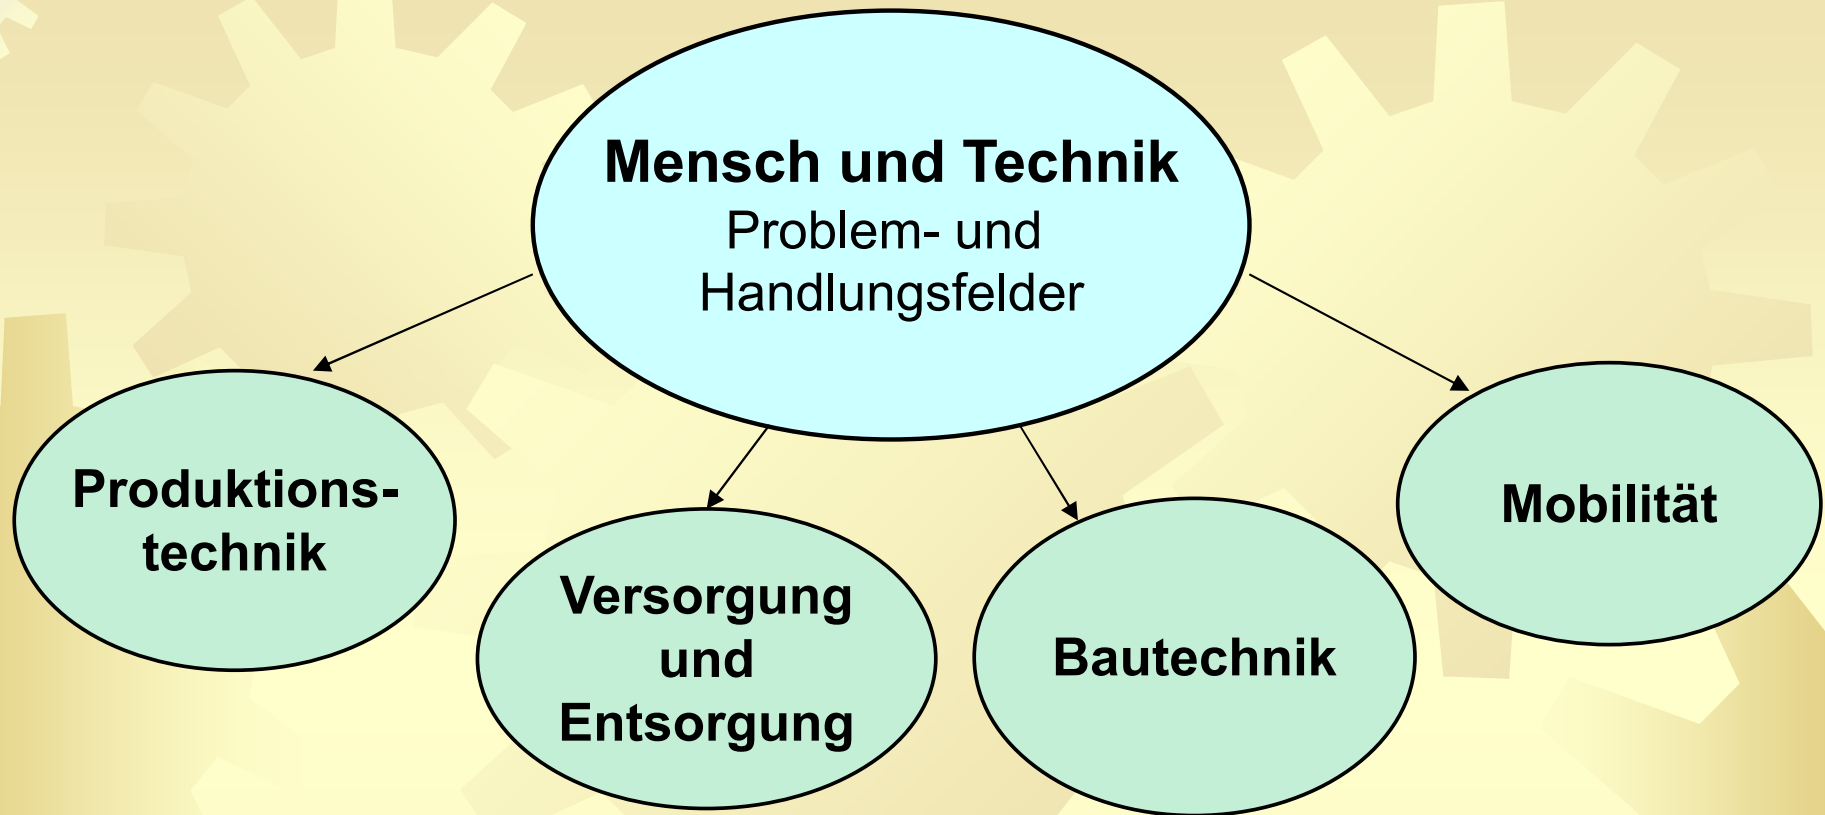 Mensch und Technik
Problem- und
Handlungsfelder
Produktions-
technik
Versorgung
und
Entsorgung
Bautechnik
Mobilität